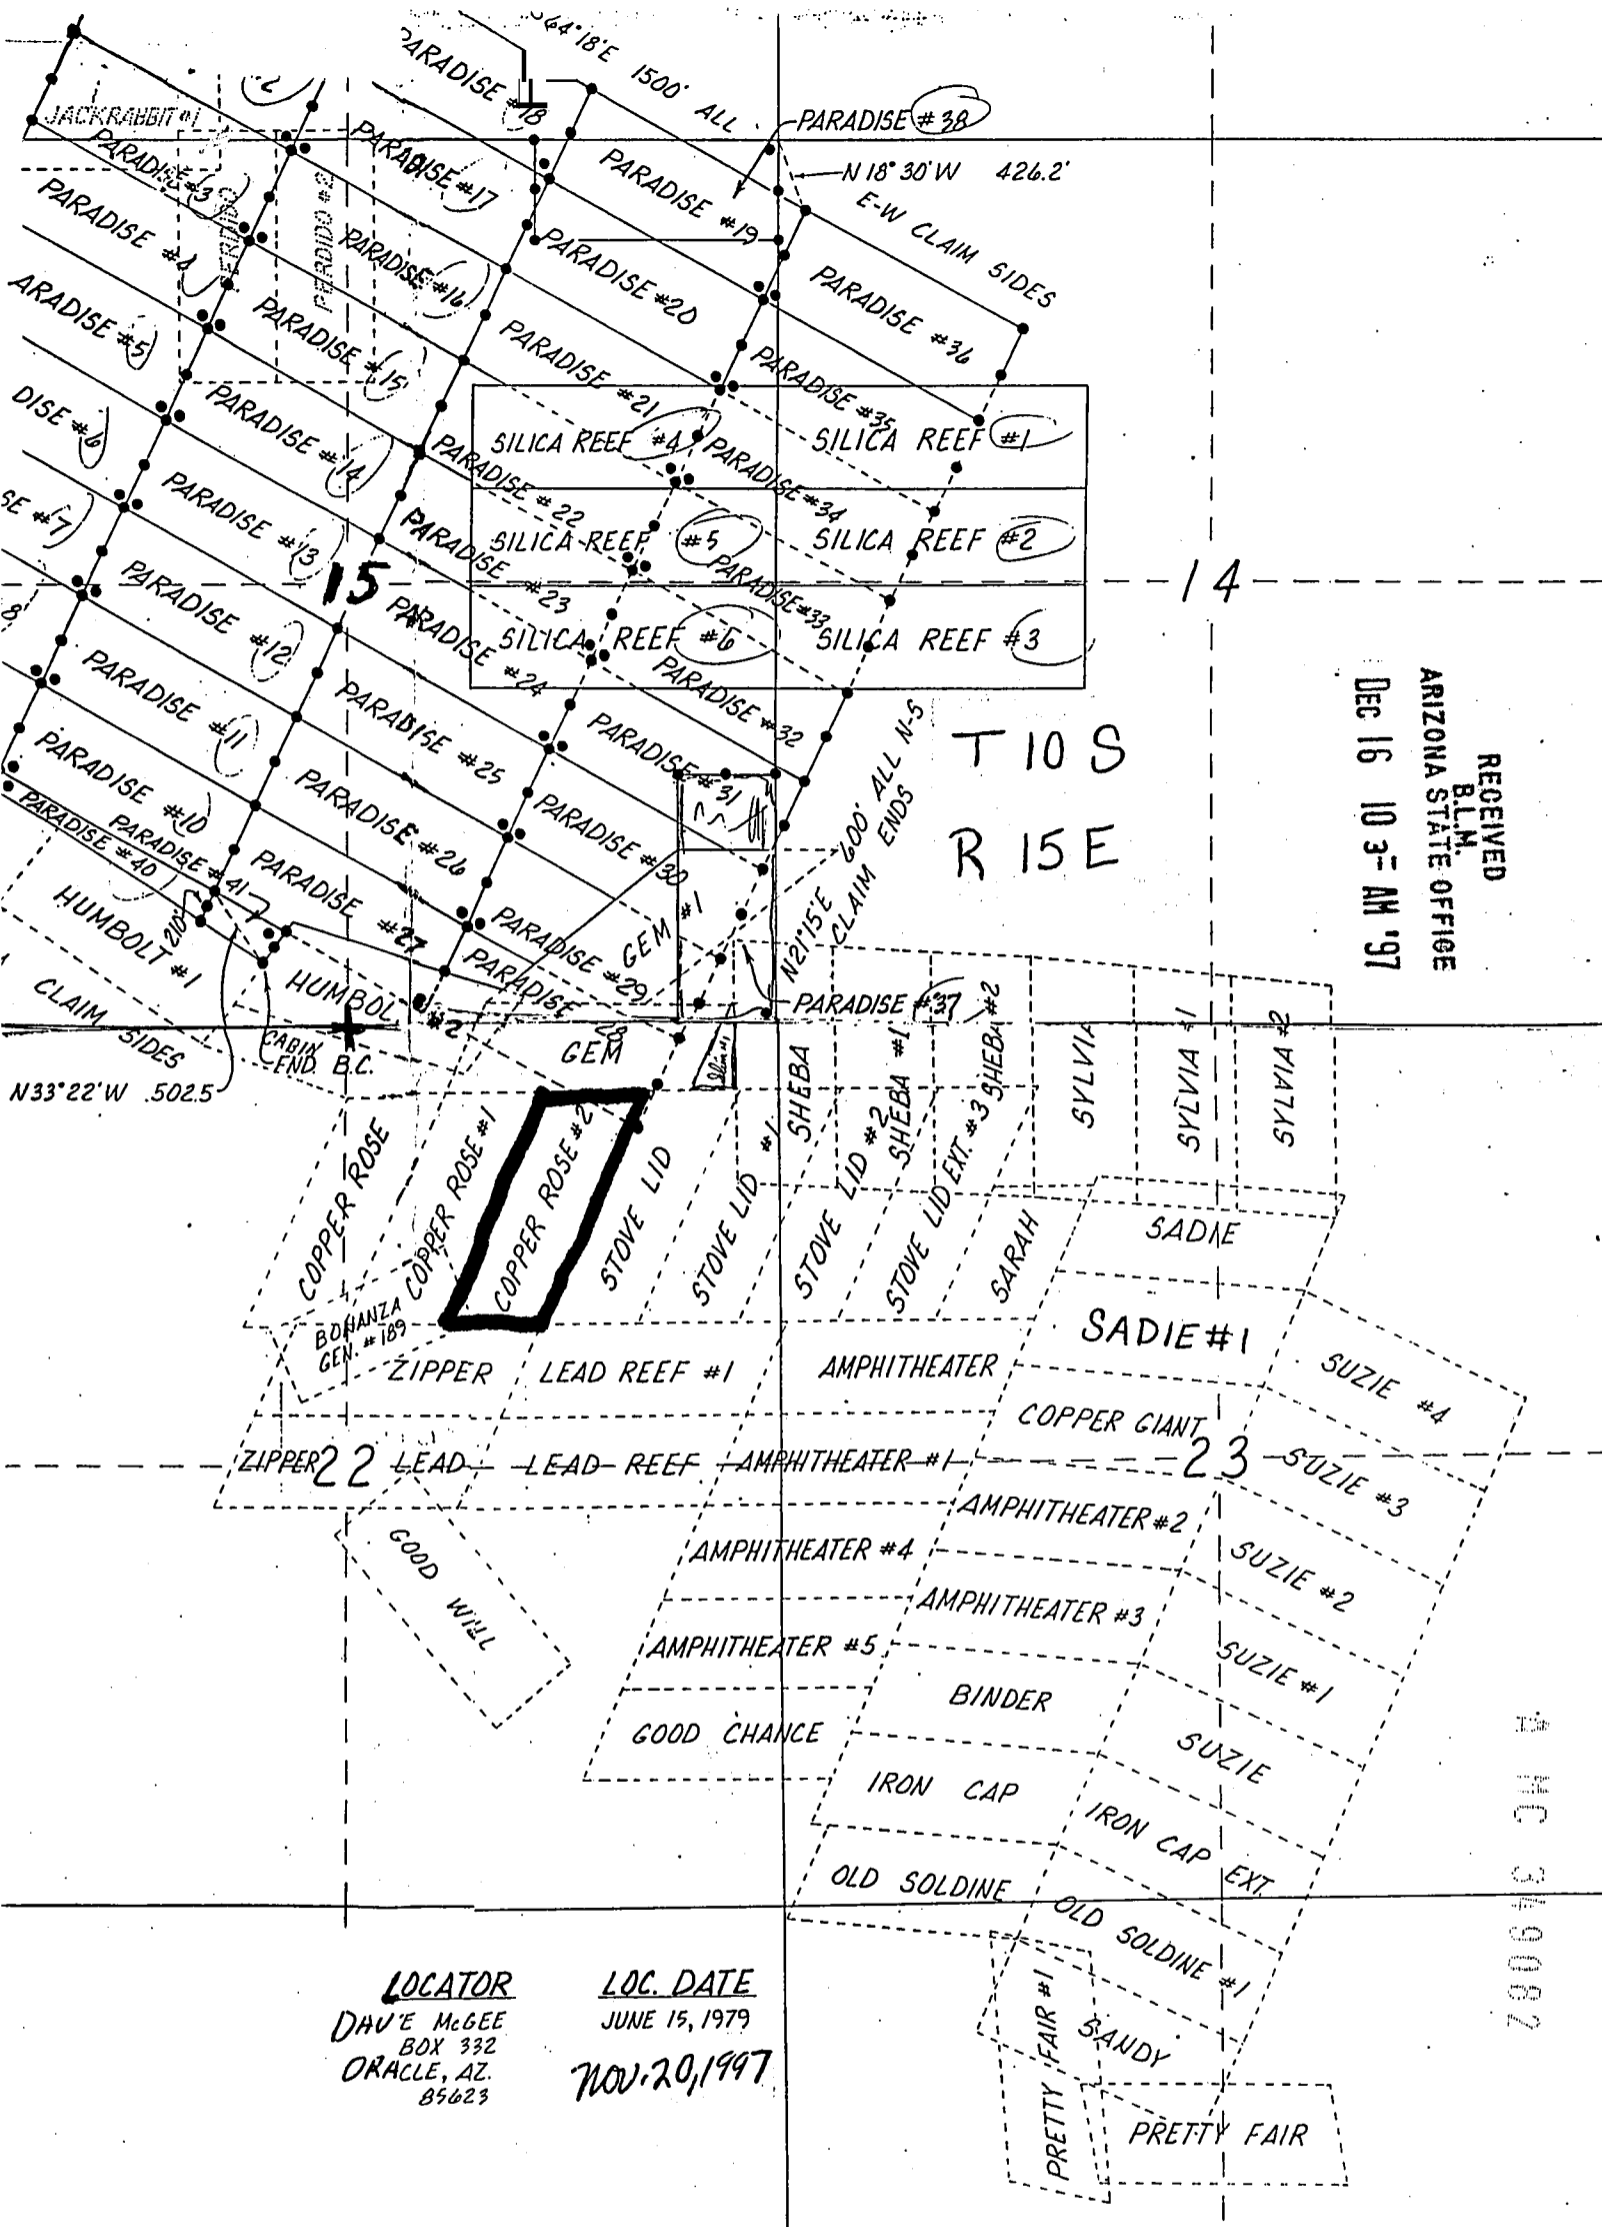 S64°18'E 1500' ALL
E-W CLAIM SIDES
PARADISE #18
PARADISE #38
N 18°30'W 426.2'
JACKRABBIT #1
#2
PARADISE #3
PARADISE #17
PARADISE #19
PARADISE #4
PERDIDO #2
PARADISE #16
PARADISE #20
PARADISE #36
ARADISE #5
PARADISE #15
PARADISE #21
PARADISE #35
DISE #6
PARADISE #14
PARADISE #22
SILICA REEF #4
SILICA REEF #1
PARADISE #34
SE #7
PARADISE #13
PARADISE #23
SILICA REEF #5
SILICA REEF #2
PARADISE #33
15
14
8
PARADISE #12
PARADISE #24
SILICA REEF #6
SILICA REEF #3
PARADISE #11
PARADISE #25
PARADISE #32
T 10 S
R 15 E
RECEIVED
B.L.M.
ARIZONA STATE OFFICE
DEC 16 10 3- AM '97
PARADISE #10
PARADISE #26
PARADISE #31
PARADISE #40
PARADISE #41
PARADISE #27
PARADISE #30
N21°15'E 600' ALL N-S
CLAIM ENDS
HUMBOLT #1
210'
HUMBOL #2
PARADISE 28
PARADISE #29
GEM #1
PARADISE #37
CLAIM SIDES
CABIN
END. B.C.
GEM
N33°22'W .502.5
SHEBA
SHEBA #1
SHEBA #2
SYLVIA
SYLVIA #1
SYLVIA #2
COPPER ROSE
COPPER ROSE #1
COPPER ROSE #2
STOVE LID
STOVE LID #1
STOVE LID #2
STOVE LID EXT. #3
SARAH
SADIE
BONANZA
GEN. #189
SADIE #1
SUZIE #4
ZIPPER
LEAD REEF #1
AMPHITHEATER
COPPER GIANT
ZIPPER
22
LEAD
LEAD REEF
AMPHITHEATER #1
23
SUZIE #3
GOOD WILL
AMPHITHEATER #4
AMPHITHEATER #2
SUZIE #2
AMPHITHEATER #5
AMPHITHEATER #3
SUZIE #1
GOOD CHANCE
BINDER
SUZIE
IRON CAP
IRON CAP EXT.
OLD SOLDINE
OLD SOLDINE #1
A MC 349082
PRETTY FAIR #1
SANDY
PRETTY FAIR
LOCATOR
DAVE McGEE
BOX 332
ORACLE, AZ.
85623
LOC. DATE
JUNE 15, 1979
NOV. 20, 1997